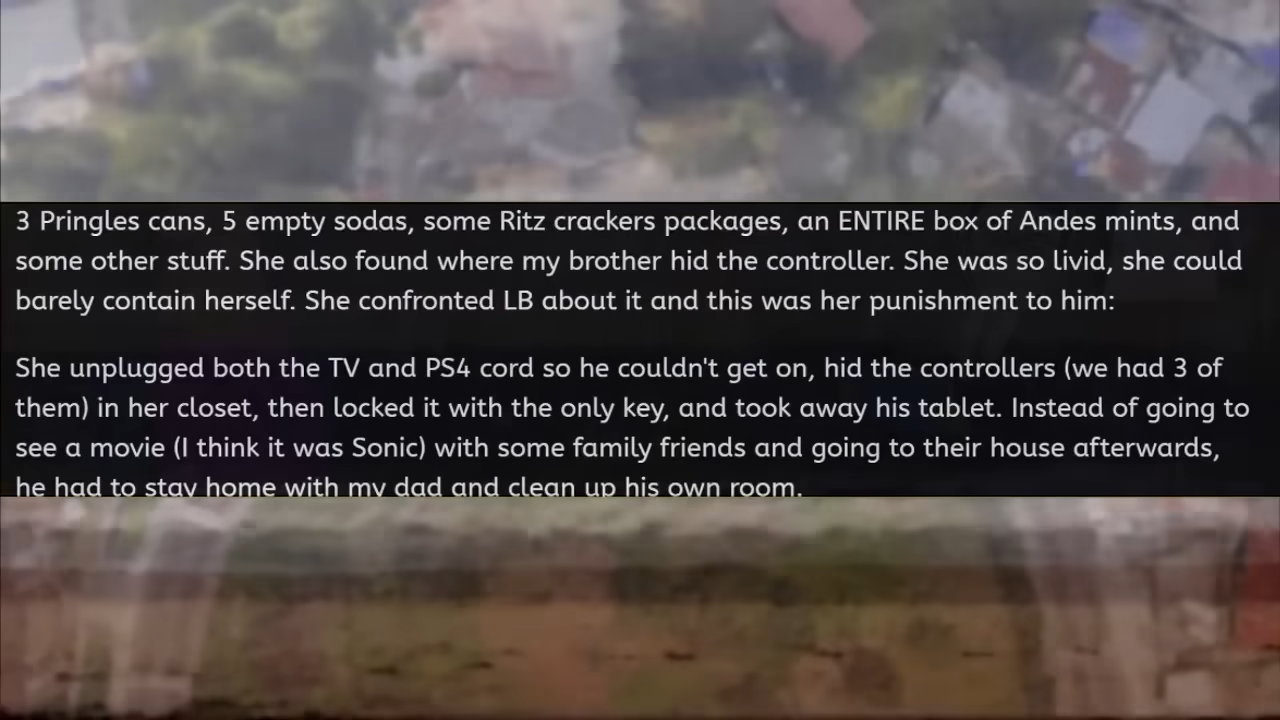 3 Pringles cans, 5 empty sodas, some Ritz crackers packages, an ENTIRE box of Andes mints, and
some other stuff. She also found where my brother hid the controller. She was so livid, she could
barely contain herself. She confronted LB about it and this was her punishment to him:
She unplugged both the TV and PS4 cord so he couldn't get on, hid the controllers (we had 3 of
them) in her closet, then locked it with the only key, and took away his tablet. Instead of going to
see a movie (I think it was Sonic) with some family friends and going to their house afterwards,
he had to stay home with my dad and clean up his own room.